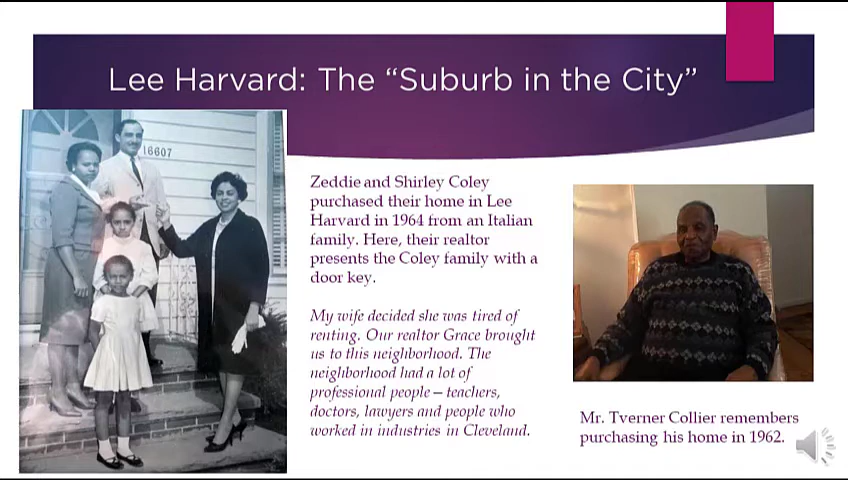 Lee Harvard: The “Suburb in the City”
16607
Zeddie and Shirley Coley
purchased their home in Lee
Harvard in 1964 from an Italian
family. Here, their realtor
presents the Coley family with a
door key.
My wife decided she was tired of
renting. Our realtor Grace brought
us to this neighborhood. The
neighborhood had a lot of
professional people – teachers,
doctors, lawyers and people who
worked in industries in Cleveland.
Mr. Tverner Collier remembers
purchasing his home in 1962.